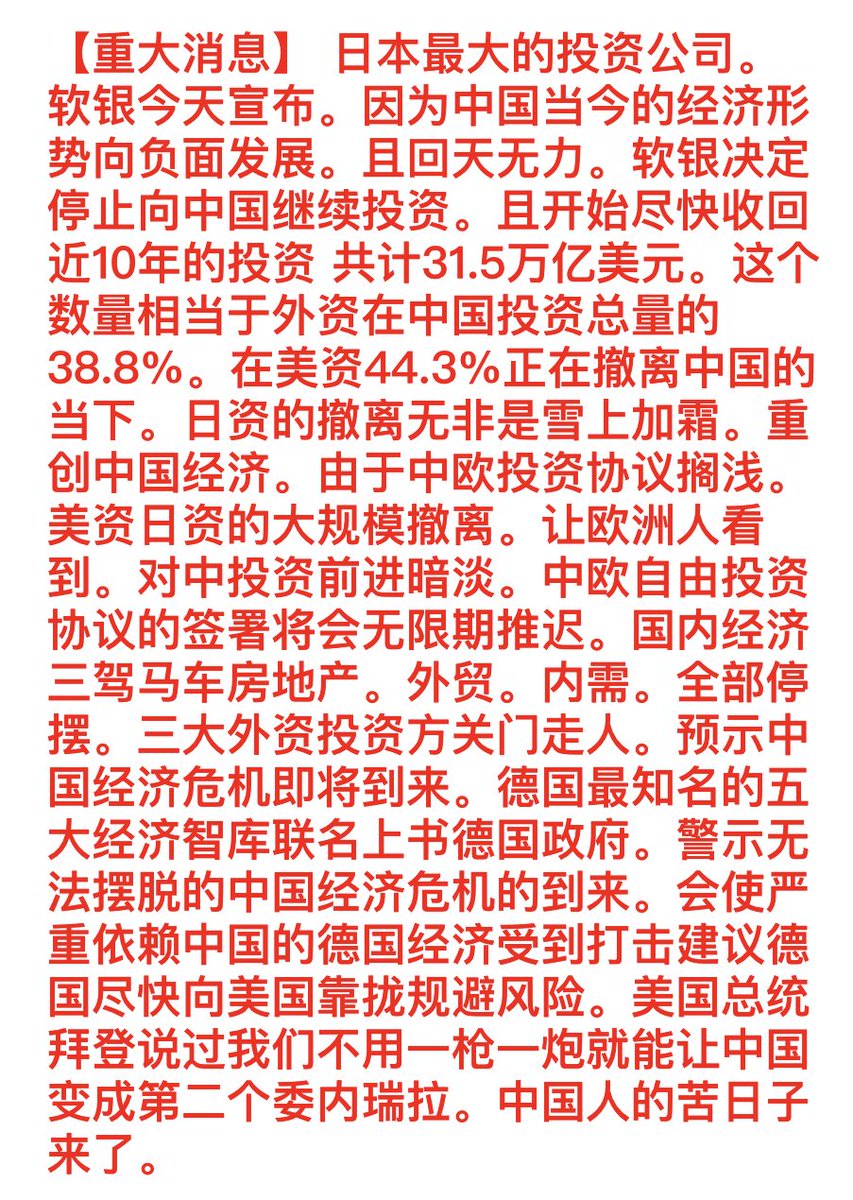 【重大消息】 日本最大的投资公司。
软银今天宣布。因为中国当今的经济形
势向负面发展。且回天无力。软银决定
停止向中国继续投资。且开始尽快收回
近10年的投资 共计31.5万亿美元。这个
数量相当于外资在中国投资总量的
38.8%。在美资44.3%正在撤离中国的
当下。日资的撤离无非是雪上加霜。重
创中国经济。由于中欧投资协议搁浅。
美资日资的大规模撤离。让欧洲人看
到。对中投资前进暗淡。中欧自由投资
协议的签署将会无限期推迟。国内经济
三驾马车房地产。外贸。内需。全部停
摆。三大外资投资方关门走人。预示中
国经济危机即将到来。德国最知名的五
大经济智库联名上书德国政府。警示无
法摆脱的中国经济危机的到来。会使严
重依赖中国的德国经济受到打击建议德
国尽快向美国靠拢规避风险。美国总统
拜登说过我们不用一枪一炮就能让中国
变成第二个委内瑞拉。中国人的苦日子
来了。